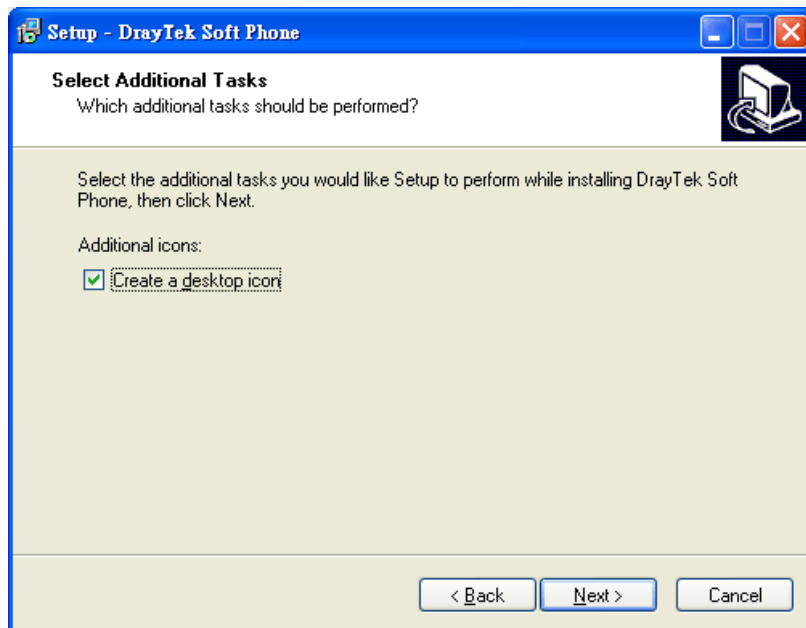 Setup - DrayTek Soft Phone
Select Additional Tasks
Which additional tasks should be performed?
Select the additional tasks you would like Setup to perform while installing DrayTek Soft
Phone, then click Next.
Additional icons:
Create a desktop icon
< Back Next > Cancel